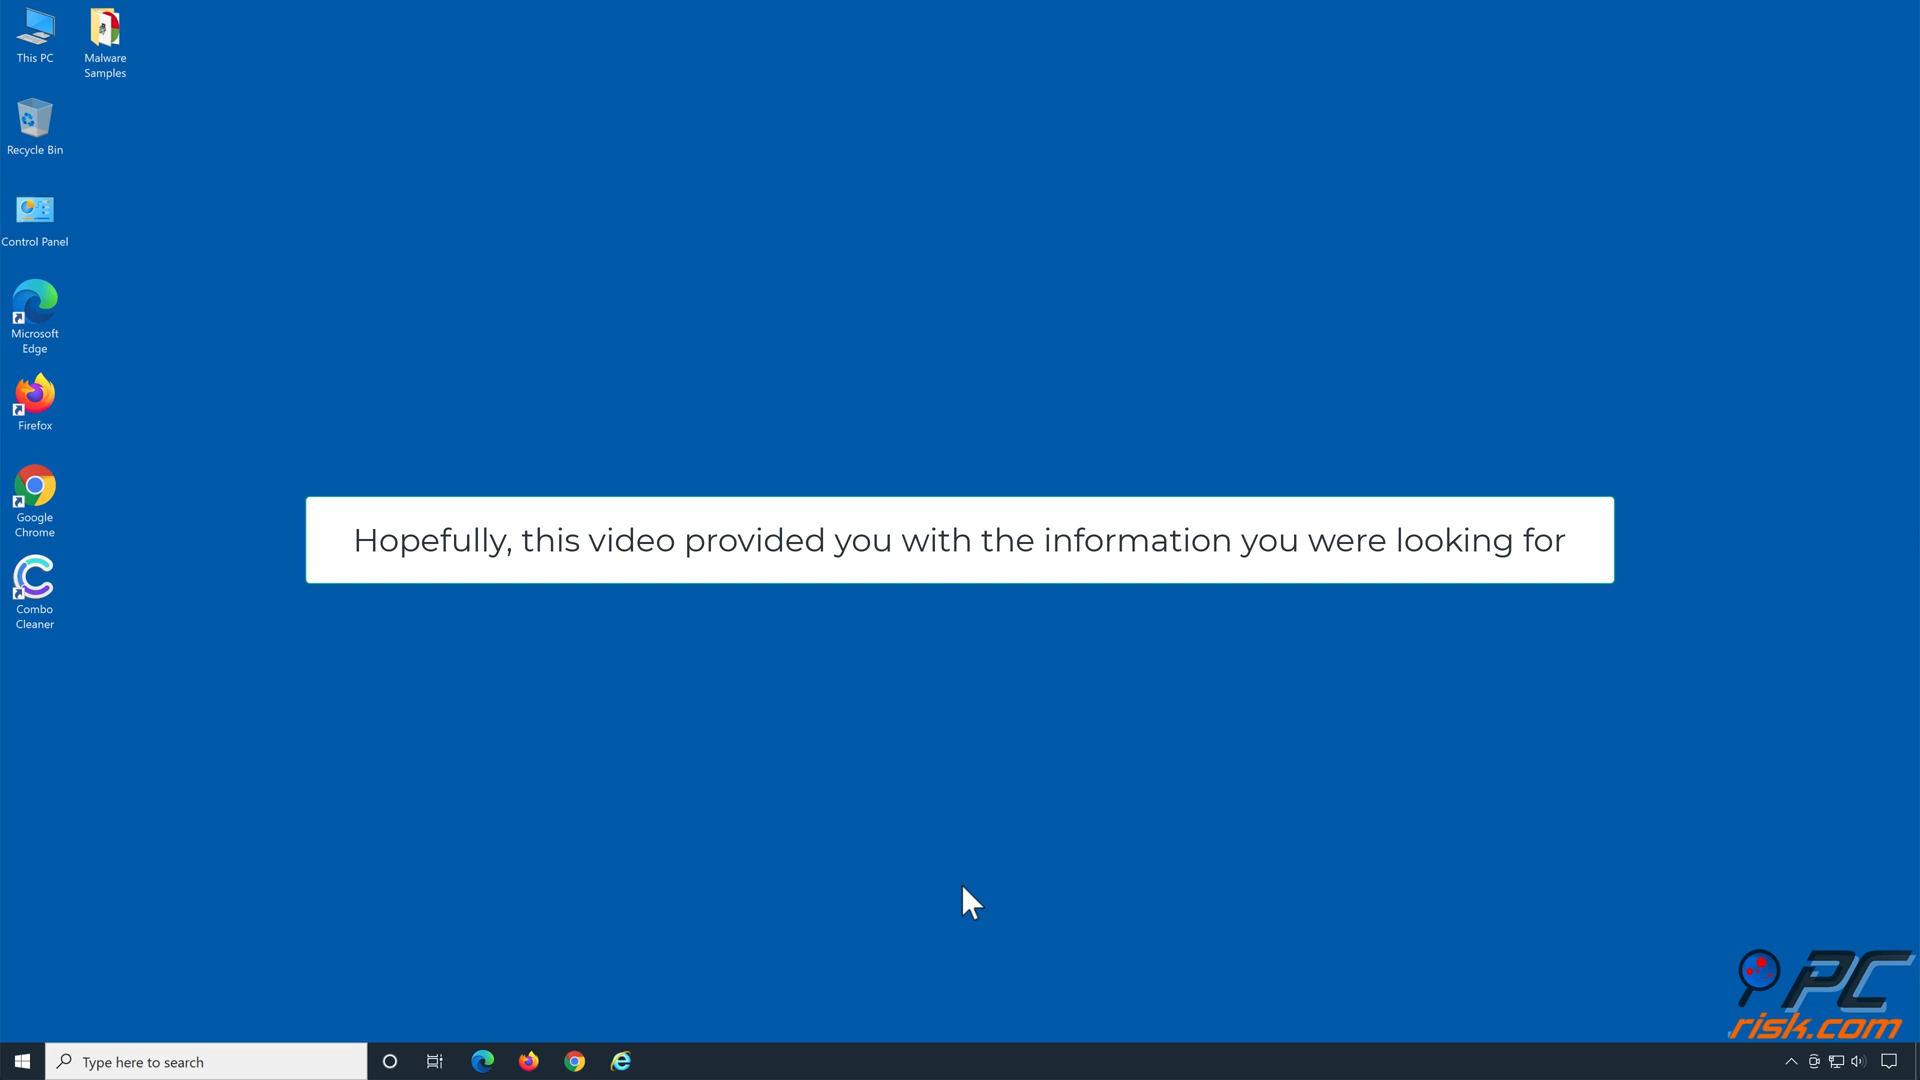 This PC
Malware
Samples
Recycle Bin
Control Panel
Microsoft
Edge
Firefox
Google
Chrome
Combo
Cleaner
Hopefully, this video provided you with the information you were looking for
PC
risk.com
Type here to search